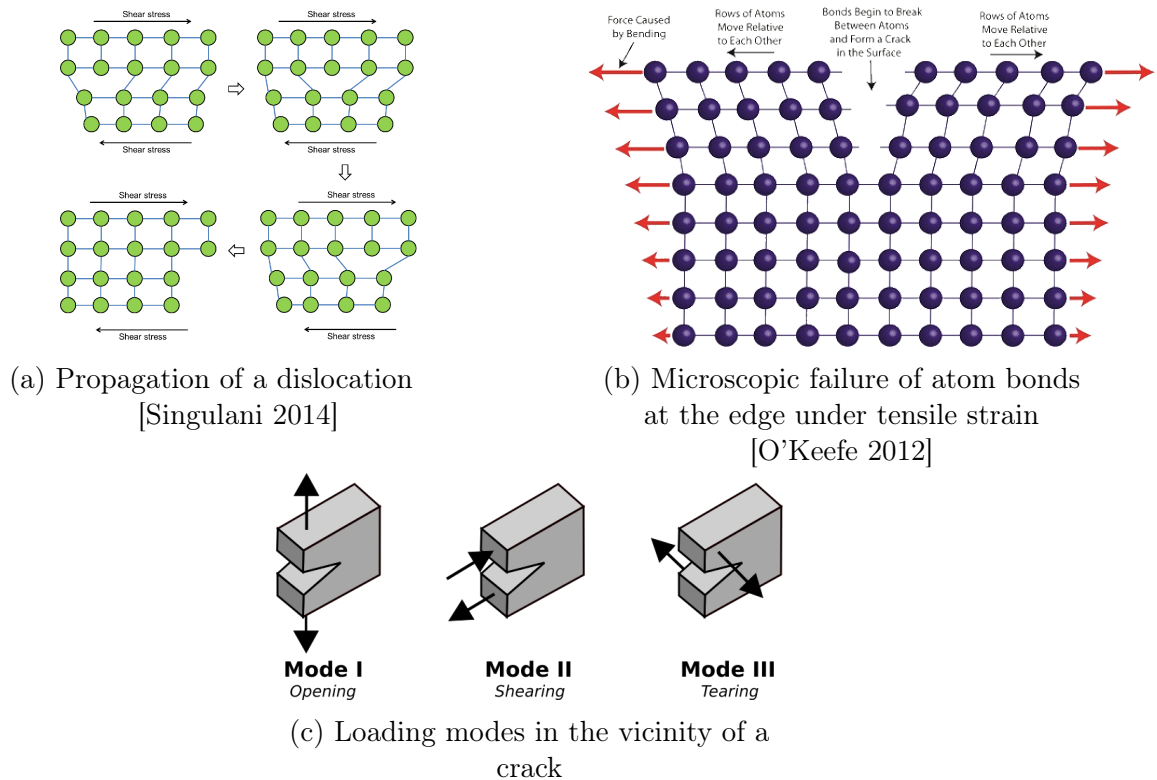 Shear stress
Shear stress
Shear stress
Shear stress
Shear stress
Shear stress
Shear stress
Shear stress
(a) Propagation of a dislocation
[Singulani 2014]
Force Caused
by Bending
Rows of Atoms
Move Relative
to Each Other
Bonds Begin to Break
Between Atoms
and Form a Crack
in the Surface
Rows of Atoms
Move Relative
to Each Other
(b) Microscopic failure of atom bonds
at the edge under tensile strain
[O'Keefe 2012]
Mode I
Opening
Mode II
Shearing
Mode III
Tearing
(c) Loading modes in the vicinity of a
crack